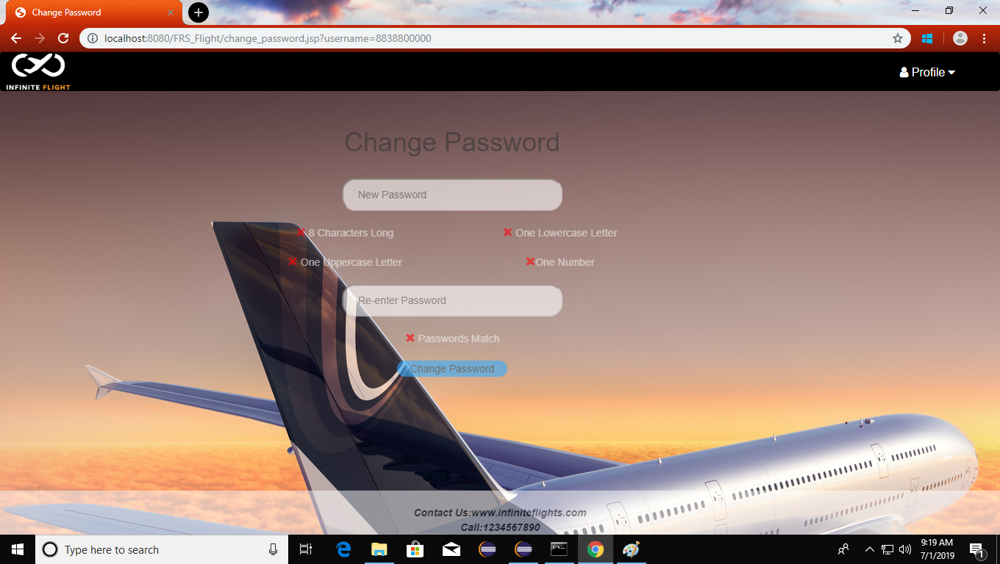 Change Password
localhost:8080/FRS_Flight/change_password.jsp?username=8838800000
INFINITE FLIGHT
Profile
Change Password
New Password
8 Characters Long
One Lowercase Letter
One Uppercase Letter
One Number
Re-enter Password
Passwords Match
Change Password
Contact Us:www.infiniteflights.com
Call:1234567890
Type here to search
9:19 AM
7/1/2019
1